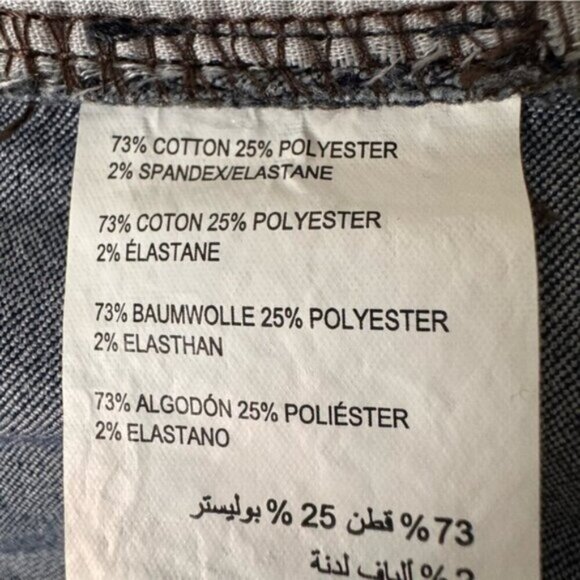 73% COTTON 25% POLYESTER
2% SPANDEX/ELASTANE
73% COTON 25% POLYESTER
2% ÉLASTANE
73% BAUMWOLLE 25% POLYESTER
2% ELASTHAN
73% ALGODÓN 25% POLIÉSTER
2% ELASTANO
73 % قطن 25 % بوليستر
2 % ألياف لدنة